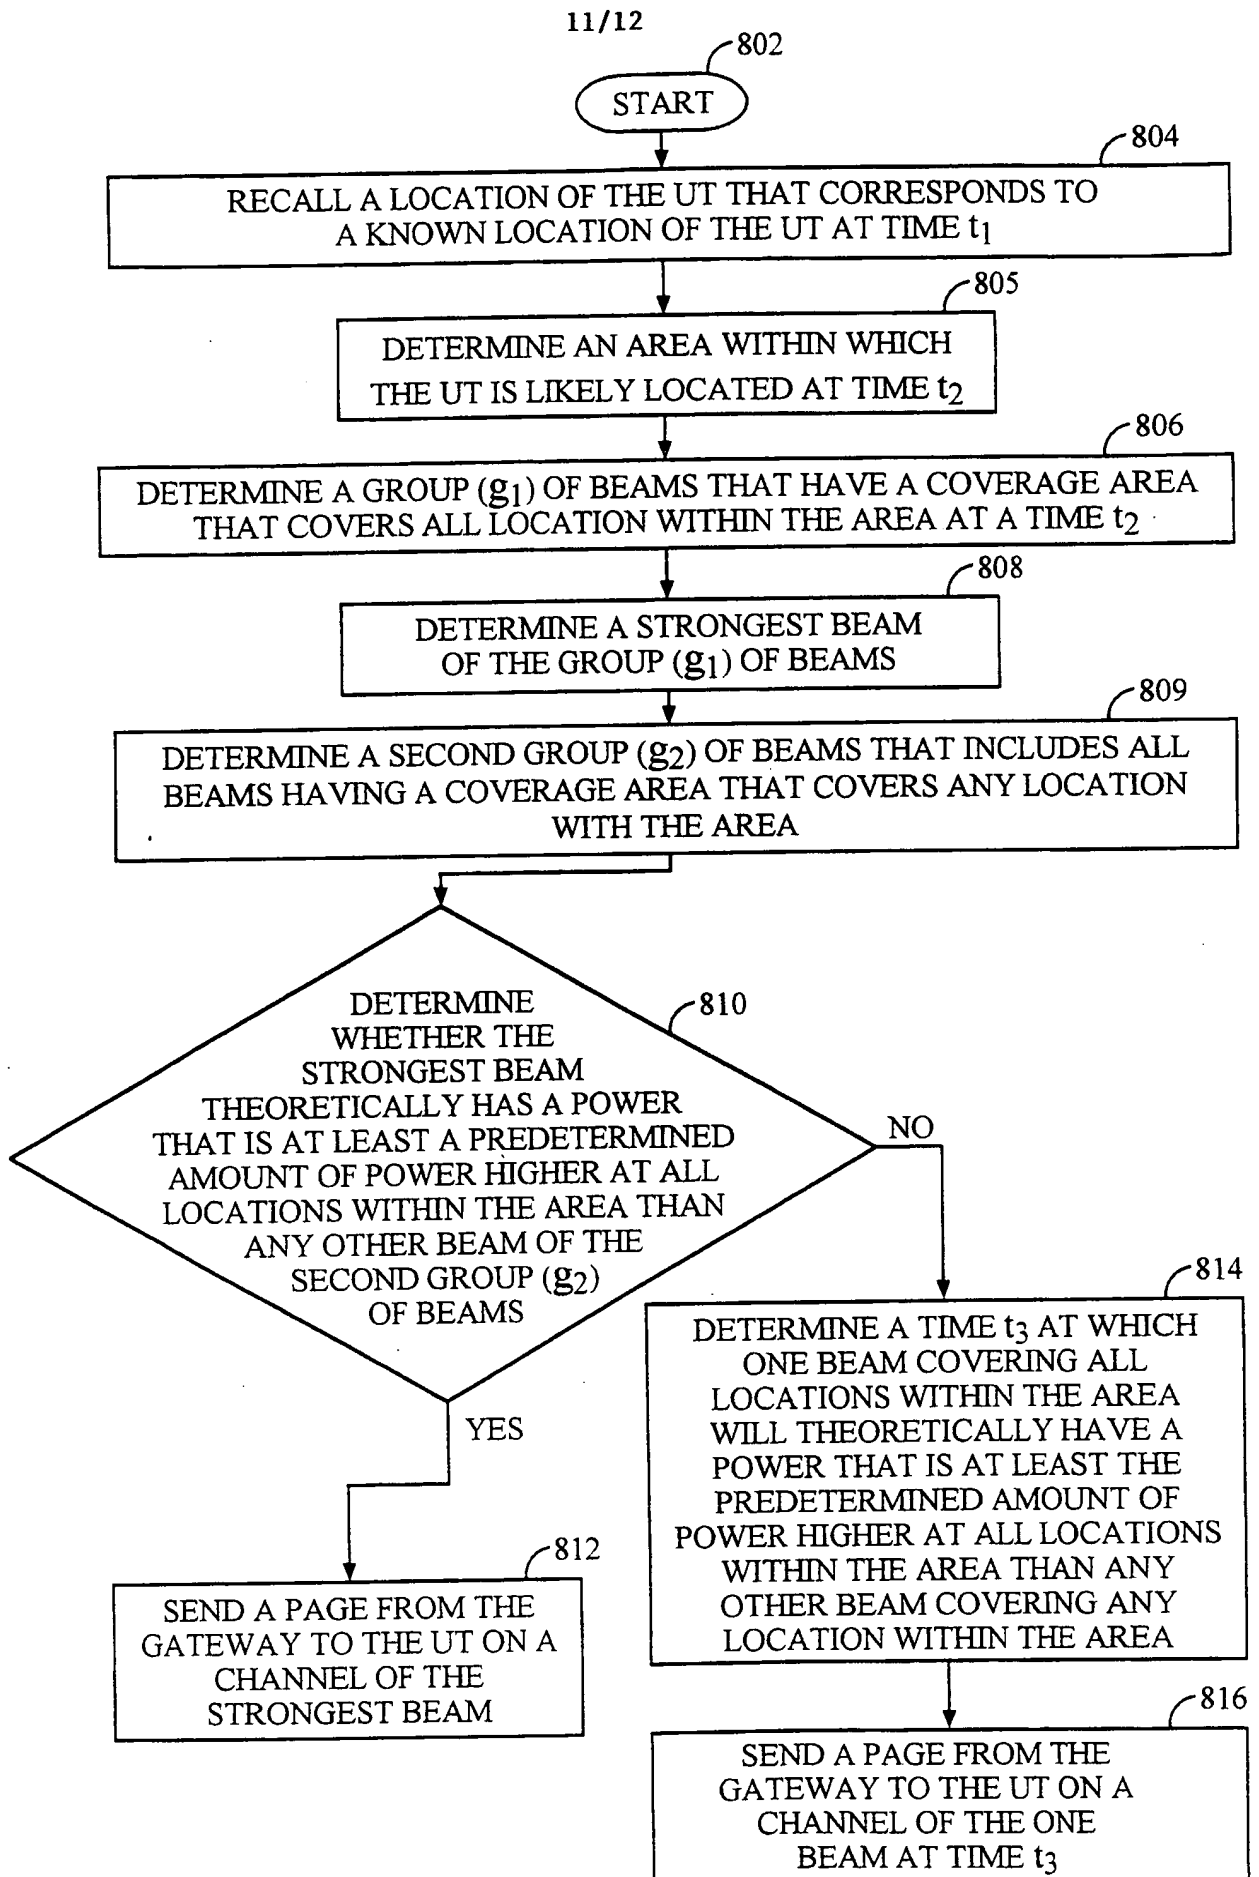 11/12
802
START
804
RECALL A LOCATION OF THE UT THAT CORRESPONDS TO
A KNOWN LOCATION OF THE UT AT TIME t1
805
DETERMINE AN AREA WITHIN WHICH
THE UT IS LIKELY LOCATED AT TIME t2
806
DETERMINE A GROUP (g1) OF BEAMS THAT HAVE A COVERAGE AREA
THAT COVERS ALL LOCATION WITHIN THE AREA AT A TIME t2
808
DETERMINE A STRONGEST BEAM
OF THE GROUP (g1) OF BEAMS
809
DETERMINE A SECOND GROUP (g2) OF BEAMS THAT INCLUDES ALL
BEAMS HAVING A COVERAGE AREA THAT COVERS ANY LOCATION
WITH THE AREA
810
DETERMINE
WHETHER THE
STRONGEST BEAM
THEORETICALLY HAS A POWER
THAT IS AT LEAST A PREDETERMINED
AMOUNT OF POWER HIGHER AT ALL
LOCATIONS WITHIN THE AREA THAN
ANY OTHER BEAM OF THE
SECOND GROUP (g2)
OF BEAMS
NO
YES
812
SEND A PAGE FROM THE
GATEWAY TO THE UT ON A
CHANNEL OF THE
STRONGEST BEAM
814
DETERMINE A TIME t3 AT WHICH
ONE BEAM COVERING ALL
LOCATIONS WITHIN THE AREA
WILL THEORETICALLY HAVE A
POWER THAT IS AT LEAST THE
PREDETERMINED AMOUNT OF
POWER HIGHER AT ALL LOCATIONS
WITHIN THE AREA THAN ANY
OTHER BEAM COVERING ANY
LOCATION WITHIN THE AREA
816
SEND A PAGE FROM THE
GATEWAY TO THE UT ON A
CHANNEL OF THE ONE
BEAM AT TIME t3